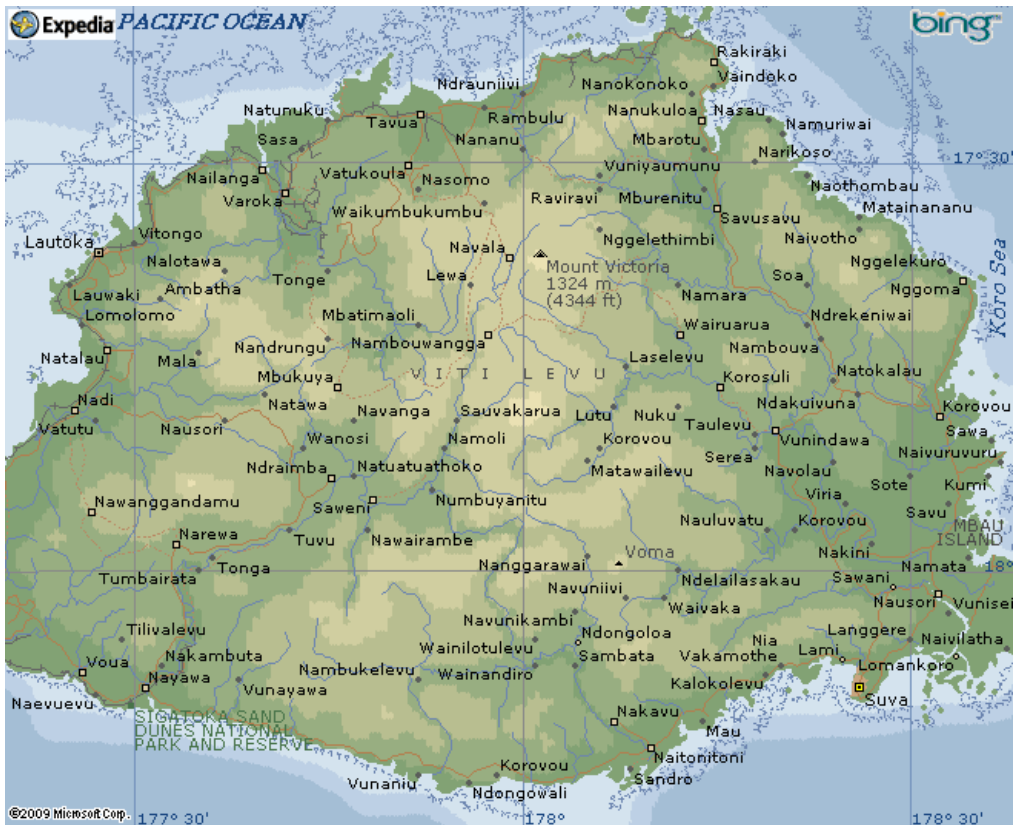 Expedia
PACIFIC OCEAN
bing
Rakiraki
Vaindoko
Ndrauniivi
Nanokonoko
Natunuku
Tavua
Rambulu
Nanukuloa
Nasau
Namuriwai
Sasa
Nananu
Mbarotu
Narikoso
17° 30'
Nailanga
Vatukoula
Nasomo
Vuniyaumunu
Naothombau
Varoka
Waikumbukumbu
Raviravi
Mburenitu
Savusavu
Matainananu
Lautoka
Vitongo
Navala
Nggelethimbi
Naivotho
Nalotawa
Tonge
Lewa
Mount Victoria
1324 m
(4344 ft)
Soa
Nggelekuro
Nggoma
Koro Sea
Lauwaki
Ambatha
Namara
Lomolomo
Mbatimaoli
Wairuarua
Ndrekeniwai
Natalau
Mala
Nandrungu
Nambouwangga
Laselevu
Nambouva
VITI LEVU
Mbukuya
Korosuli
Natokalau
Nadi
Natawa
Navanga
Sauvakarua
Lutu
Nuku
Ndakuivuna
Korovou
Vatutu
Nausori
Wanosi
Namoli
Korovou
Taulevu
Vunindawa
Sawa
Ndraimba
Natuatuathoko
Matawailevu
Serea
Navolau
Naivuruvuru
Nawanggandamu
Saweni
Numbuyanitu
Viria
Sote
Kumi
Narewa
Tuvu
Nawairambe
Nauluvatu
Korovou
Savu
MBAU
ISLAND
Tumbairata
Tonga
Nanggarawai
Voma
Nakini
Namata
18°
Navuniivi
Ndelailasakau
Sawani
Nausori
Vunisei
Waivaka
Navunikambi
Tilivalevu
Wainilotulevu
Ndongoloa
Nia
Langgere
Naivilatha
Voua
Nakambuta
Nambukelevu
Wainandiro
Sambata
Vakamothe
Lami
Lomankoro
Naevuevu
Nayawa
Vunayawa
Kalokolevu
Suva
SIGATOKA SAND
DUNES NATIONAL
PARK AND RESERVE
Nakavu
Mau
Naitonitoni
Vunaniu
Korovou
Sandro
Ndongowali
©2009 Microsoft Corp.
177° 30'
178°
178° 30'